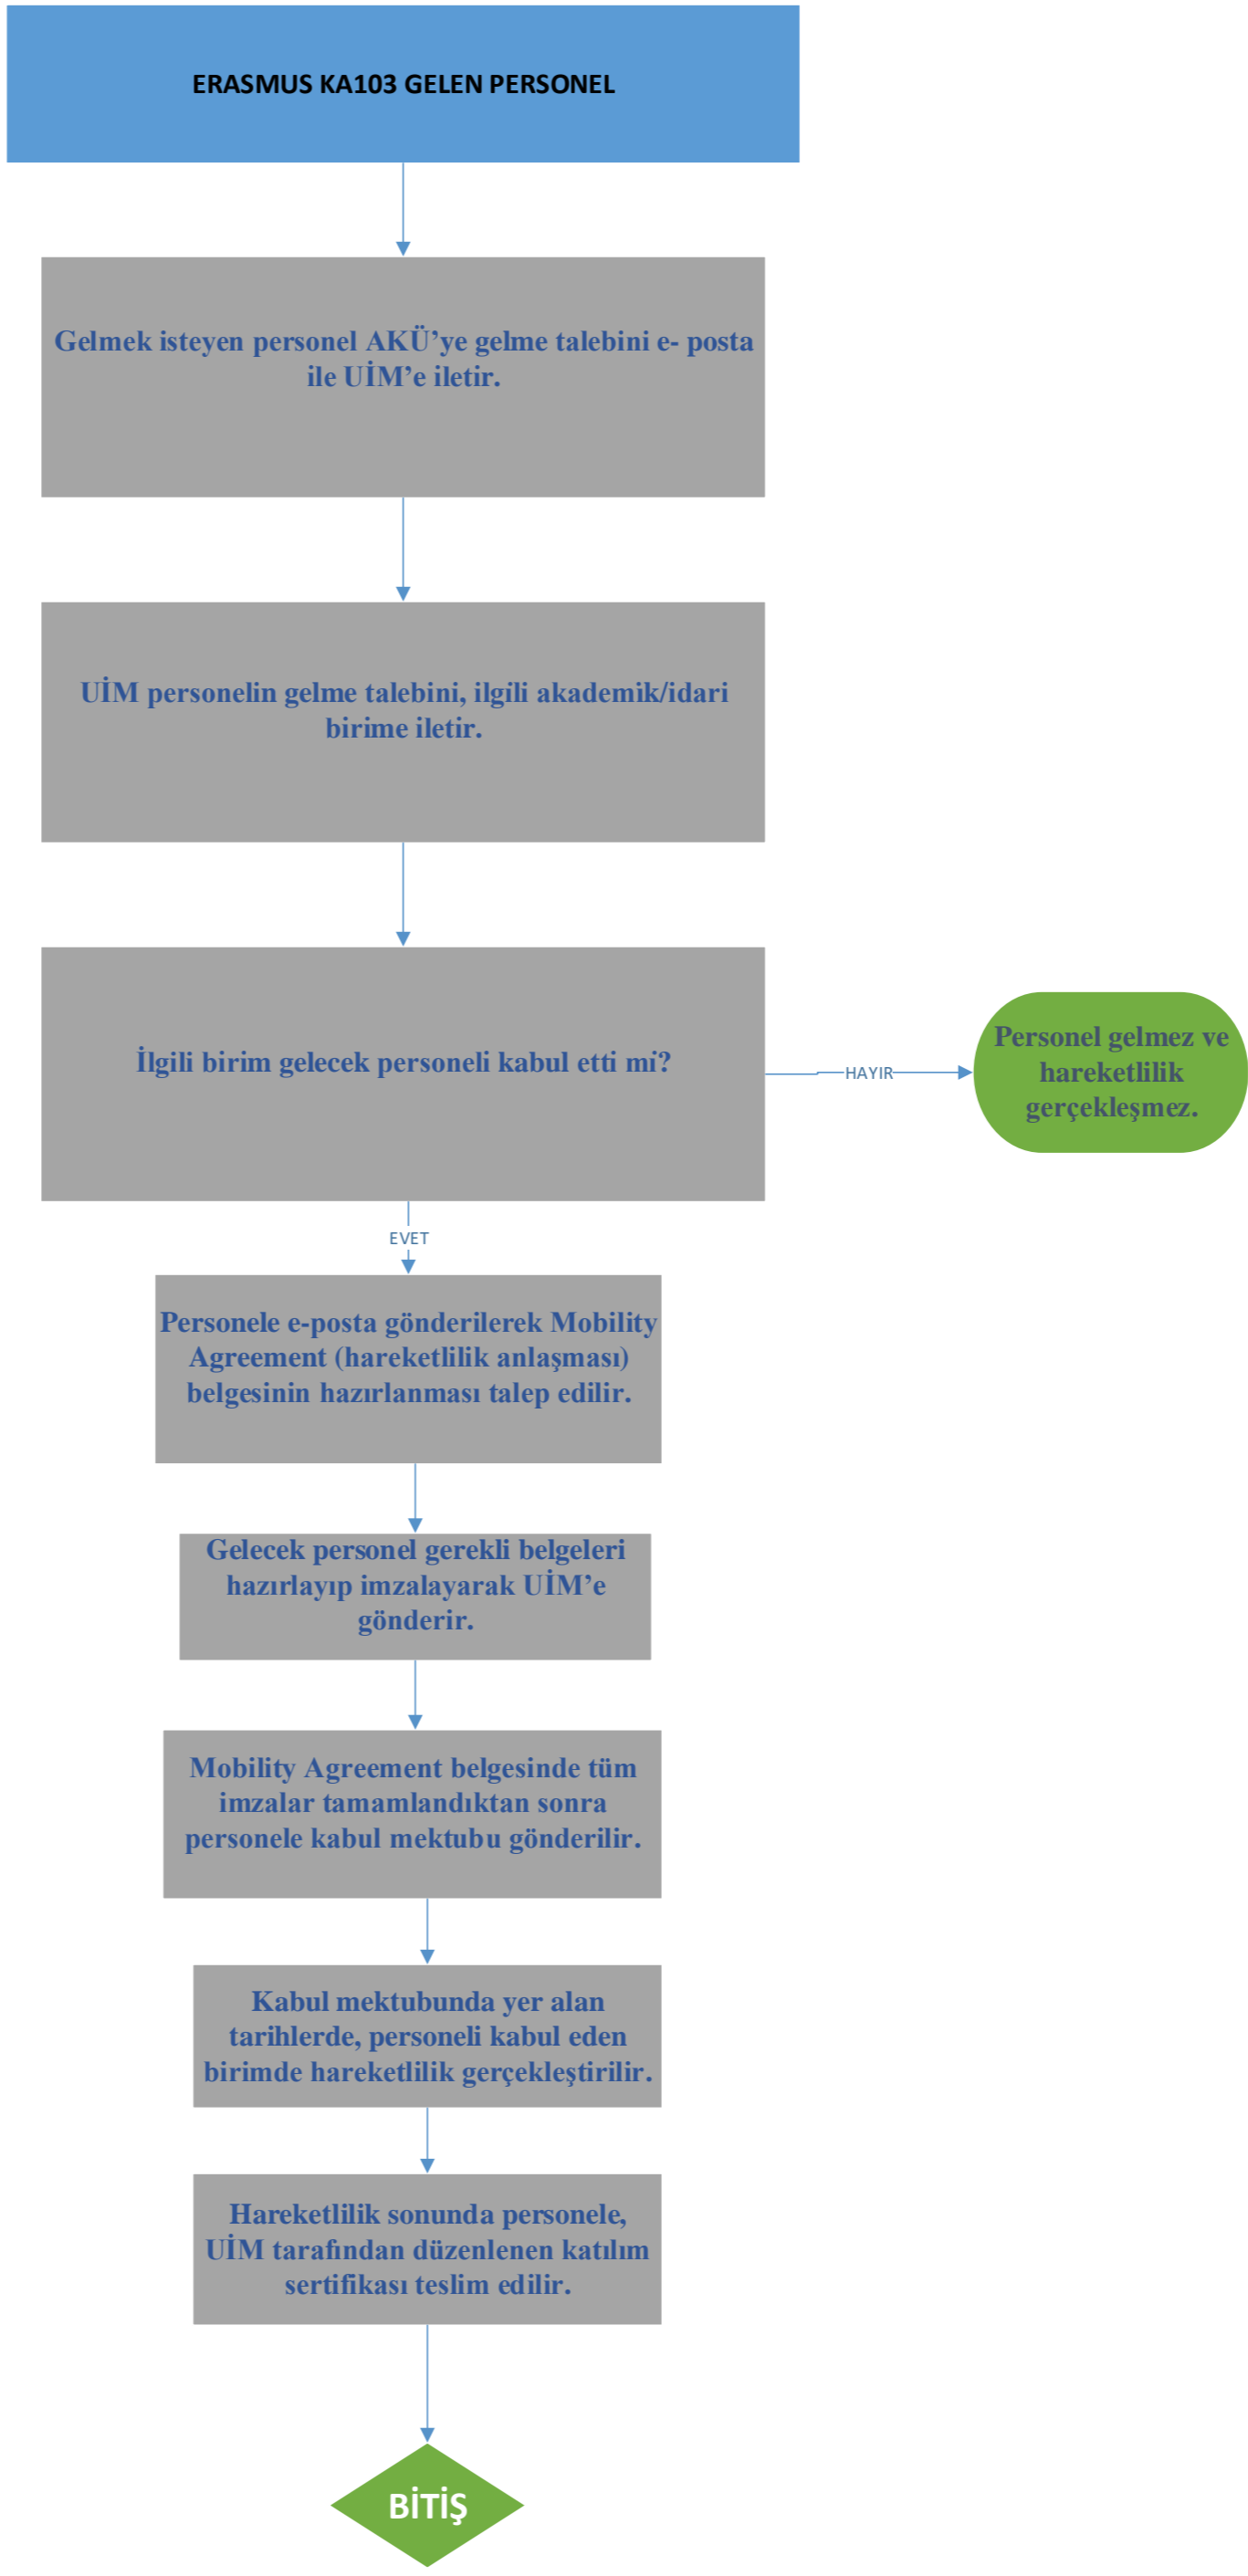 ERASMUS KA103 GELEN PERSONEL
Gelmek isteyen personel AKÜ’ye gelme talebini e- posta
ile UİM’e iletir.
UİM personelin gelme talebini, ilgili akademik/idari
birime iletir.
İlgili birim gelecek personeli kabul etti mi?
HAYIR
Personel gelmez ve
hareketlilik
gerçekleşmez.
EVET
Personele e-posta gönderilerek Mobility
Agreement (hareketlilik anlaşması)
belgesinin hazırlanması talep edilir.
Gelecek personel gerekli belgeleri
hazırlayıp imzalayarak UİM’e
gönderir.
Mobility Agreement belgesinde tüm
imzalar tamamlandıktan sonra
personele kabul mektubu gönderilir.
Kabul mektubunda yer alan
tarihlerde, personeli kabul eden
birimde hareketlilik gerçekleştirilir.
Hareketlilik sonunda personele,
UİM tarafından düzenlenen katılım
sertifikası teslim edilir.
BİTİŞ